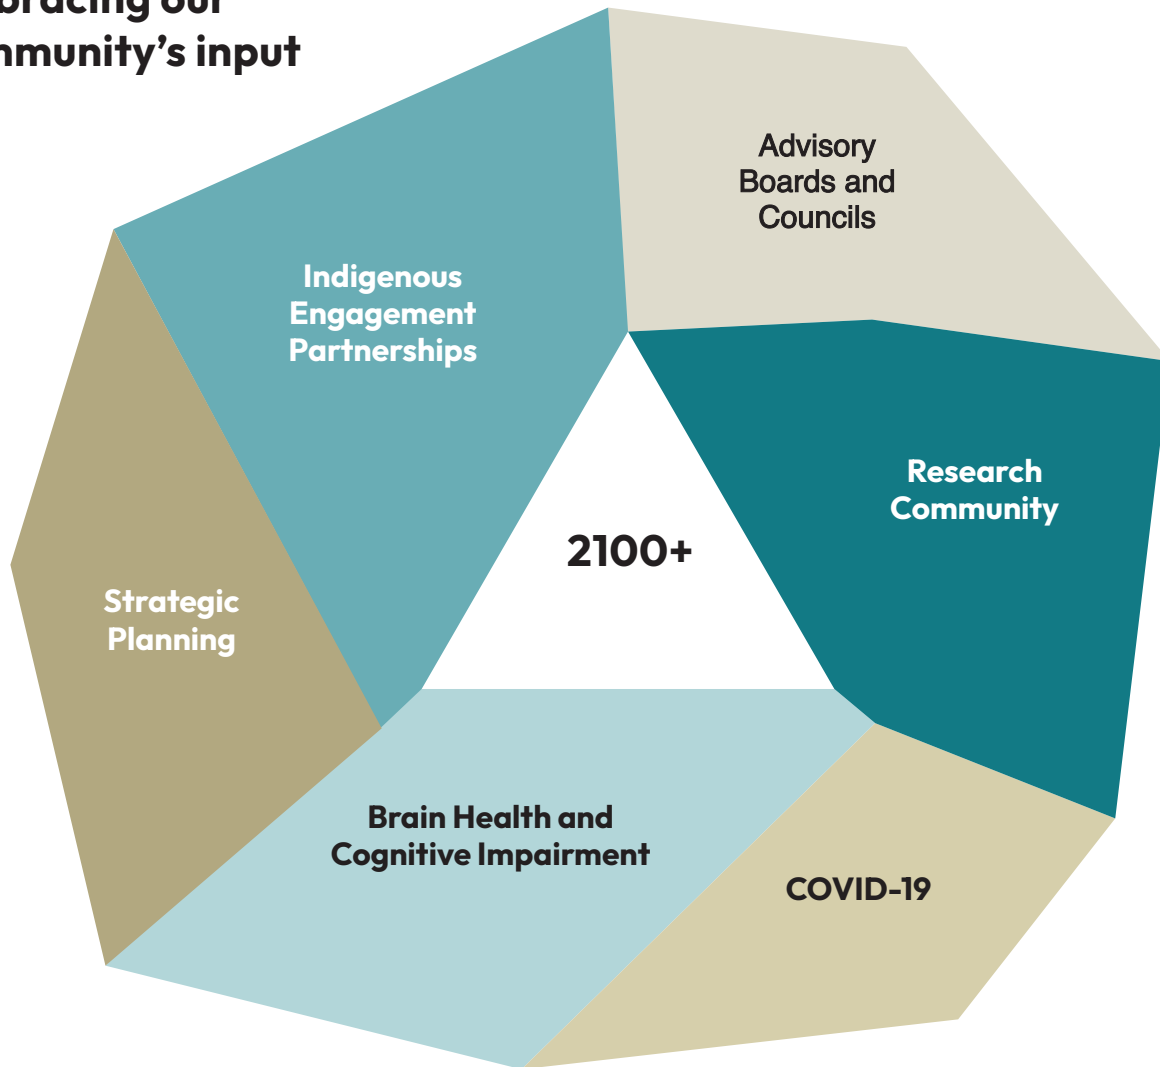 nmunity’s input
Advisory
Boards and
Councils
Indigenous
Engagement
Partnerships
Research
Community
2100+
Strategic
Planning
Brain Health and
Cognitive Impairment
COVID-19